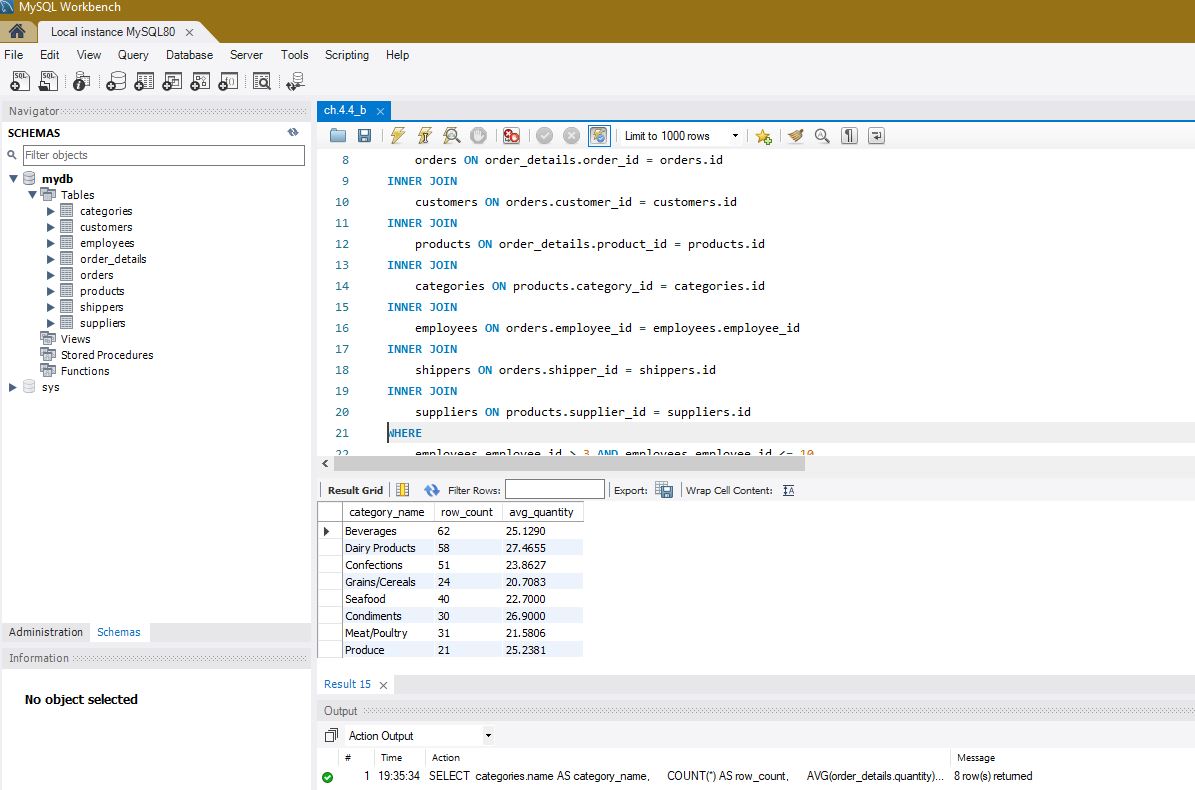 MySQL Workbench
Local instance MySQL80
File Edit View Query Database Server Tools Scripting Help
Navigator
SCHEMAS
Filter objects
mydb
Tables
categories
customers
employees
order_details
orders
products
shippers
suppliers
Views
Stored Procedures
Functions
sys
Administration Schemas
Information
No object selected
ch.4.4_b
Limit to 1000 rows
8 orders ON order_details.order_id = orders.id
9 INNER JOIN
10 customers ON orders.customer_id = customers.id
11 INNER JOIN
12 products ON order_details.product_id = products.id
13 INNER JOIN
14 categories ON products.category_id = categories.id
15 INNER JOIN
16 employees ON orders.employee_id = employees.employee_id
17 INNER JOIN
18 shippers ON orders.shipper_id = shippers.id
19 INNER JOIN
20 suppliers ON products.supplier_id = suppliers.id
21 WHERE
22 employees.employee_id > 3 AND employees.employee_id <= 10
Result Grid Filter Rows: Export: Wrap Cell Content:
category_name row_count avg_quantity
Beverages 62 25.1290
Dairy Products 58 27.4655
Confections 51 23.8627
Grains/Cereals 24 20.7083
Seafood 40 22.7000
Condiments 30 26.9000
Meat/Poultry 31 21.5806
Produce 21 25.2381
Result 15
Output
Action Output
# Time Action Message
1 19:35:34 SELECT categories.name AS category_name, COUNT(*) AS row_count, AVG(order_details.quantity)... 8 row(s) returned